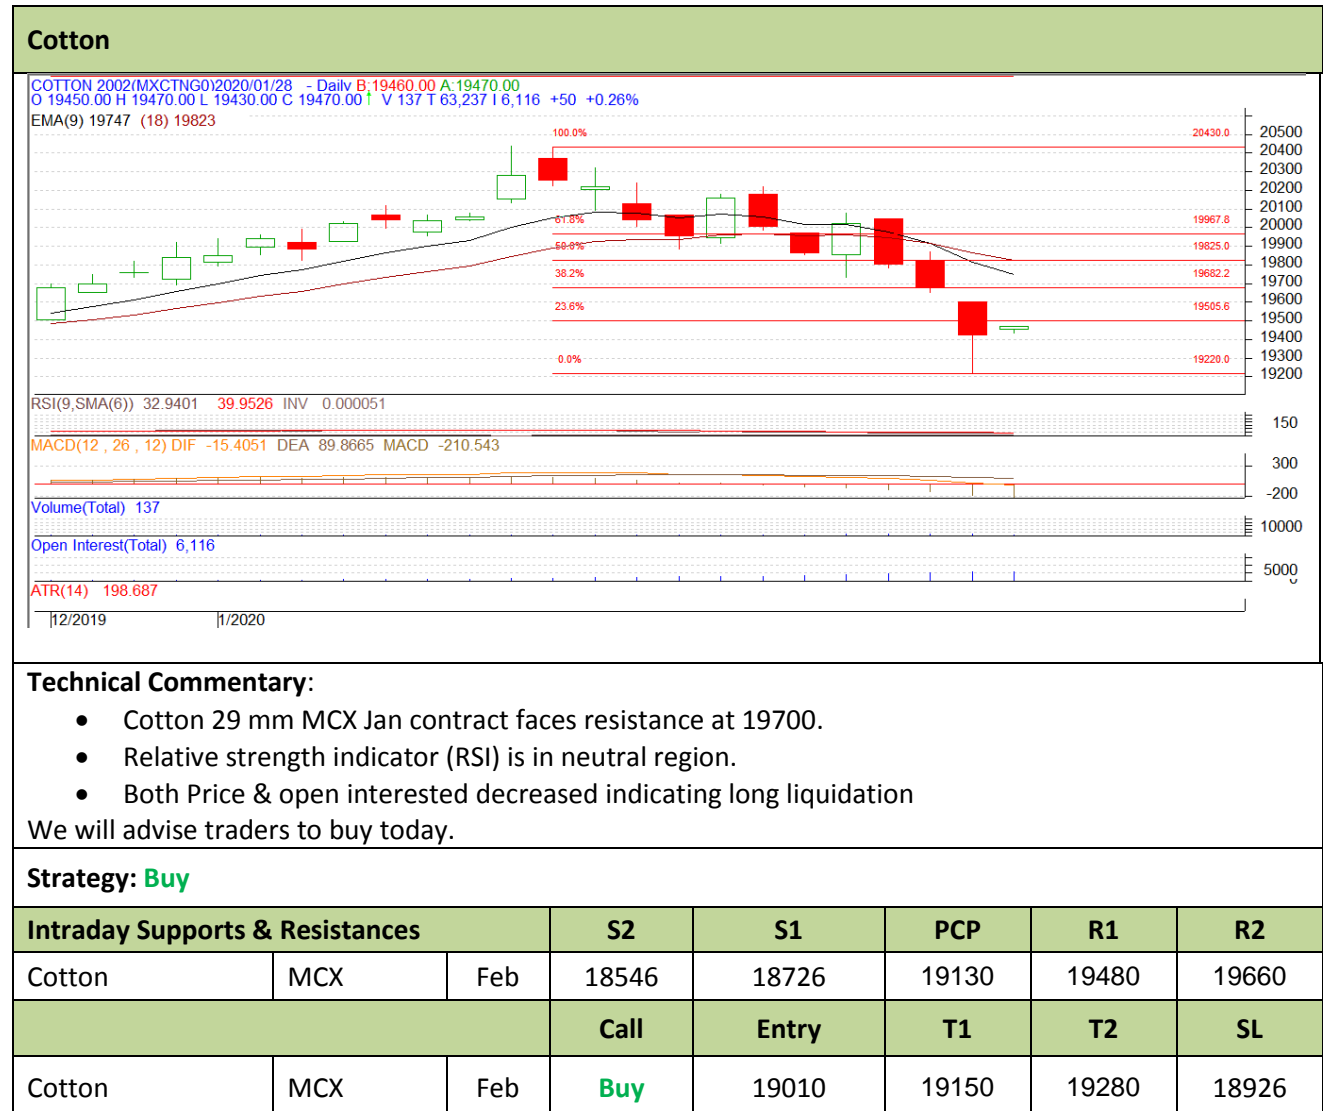 Cotton
COTTON 2002(MXCTNG0)2020/01/28 - Daily B:19460.00 A:19470.00
O 19450.00 H 19470.00 L 19430.00 C 19470.00↑ V 137 T 63,237 I 6,116 +50 +0.26%
EMA(9) 19747 (18) 19823
100.0% 20430.0
61.8% 19967.8
50.0% 19825.0
38.2% 19682.2
23.6% 19505.6
0.0% 19220.0
20500
20400
20300
20200
20100
20000
19900
19800
19700
19600
19500
19400
19300
19200
RSI(9,SMA(6)) 32.9401 39.9526 INV 0.000051
150
MACD(12 , 26 , 12) DIF -15.4051 DEA 89.8665 MACD -210.543
300
-200
Volume(Total) 137
10000
Open Interest(Total) 6,116
5000
0
ATR(14) 198.687
12/2019 1/2020
Technical Commentary:
• Cotton 29 mm MCX Jan contract faces resistance at 19700.
• Relative strength indicator (RSI) is in neutral region.
• Both Price & open interested decreased indicating long liquidation
We will advise traders to buy today.
Strategy: Buy
Intraday Supports & Resistances S2 S1 PCP R1 R2
Cotton MCX Feb 18546 18726 19130 19480 19660
Call Entry T1 T2 SL
Cotton MCX Feb Buy 19010 19150 19280 18926